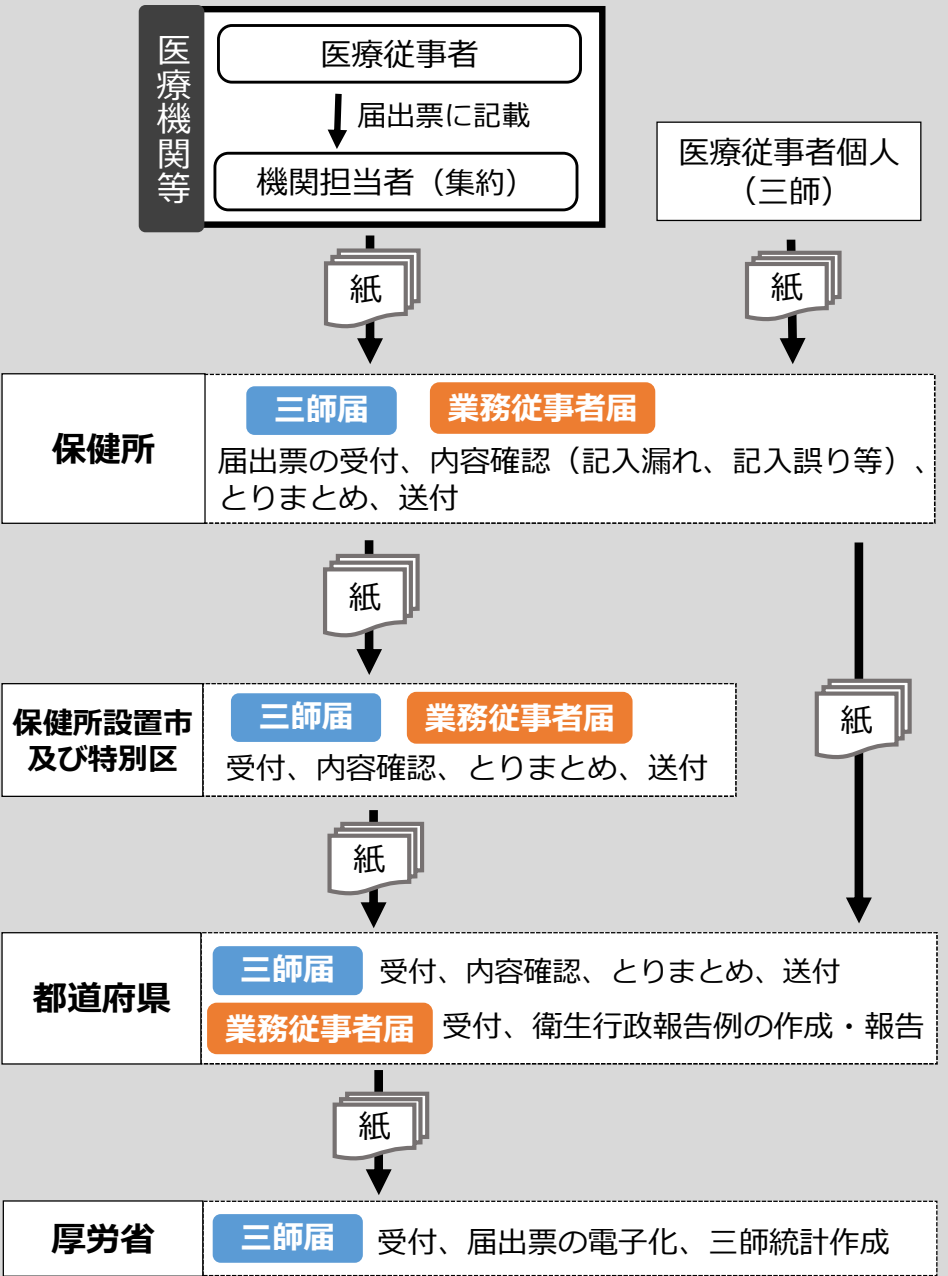 医療機関等
医療従事者
届出票に記載
機関担当者（集約）
医療従事者個人
（三師）
紙
紙
保健所
三師届
業務従事者届
届出票の受付、内容確認（記入漏れ、記入誤り等）、
とりまとめ、送付
紙
紙
保健所設置市
及び特別区
三師届
業務従事者届
受付、内容確認、とりまとめ、送付
紙
都道府県
三師届
受付、内容確認、とりまとめ、送付
業務従事者届
受付、衛生行政報告例の作成・報告
紙
厚労省
三師届
受付、届出票の電子化、三師統計作成